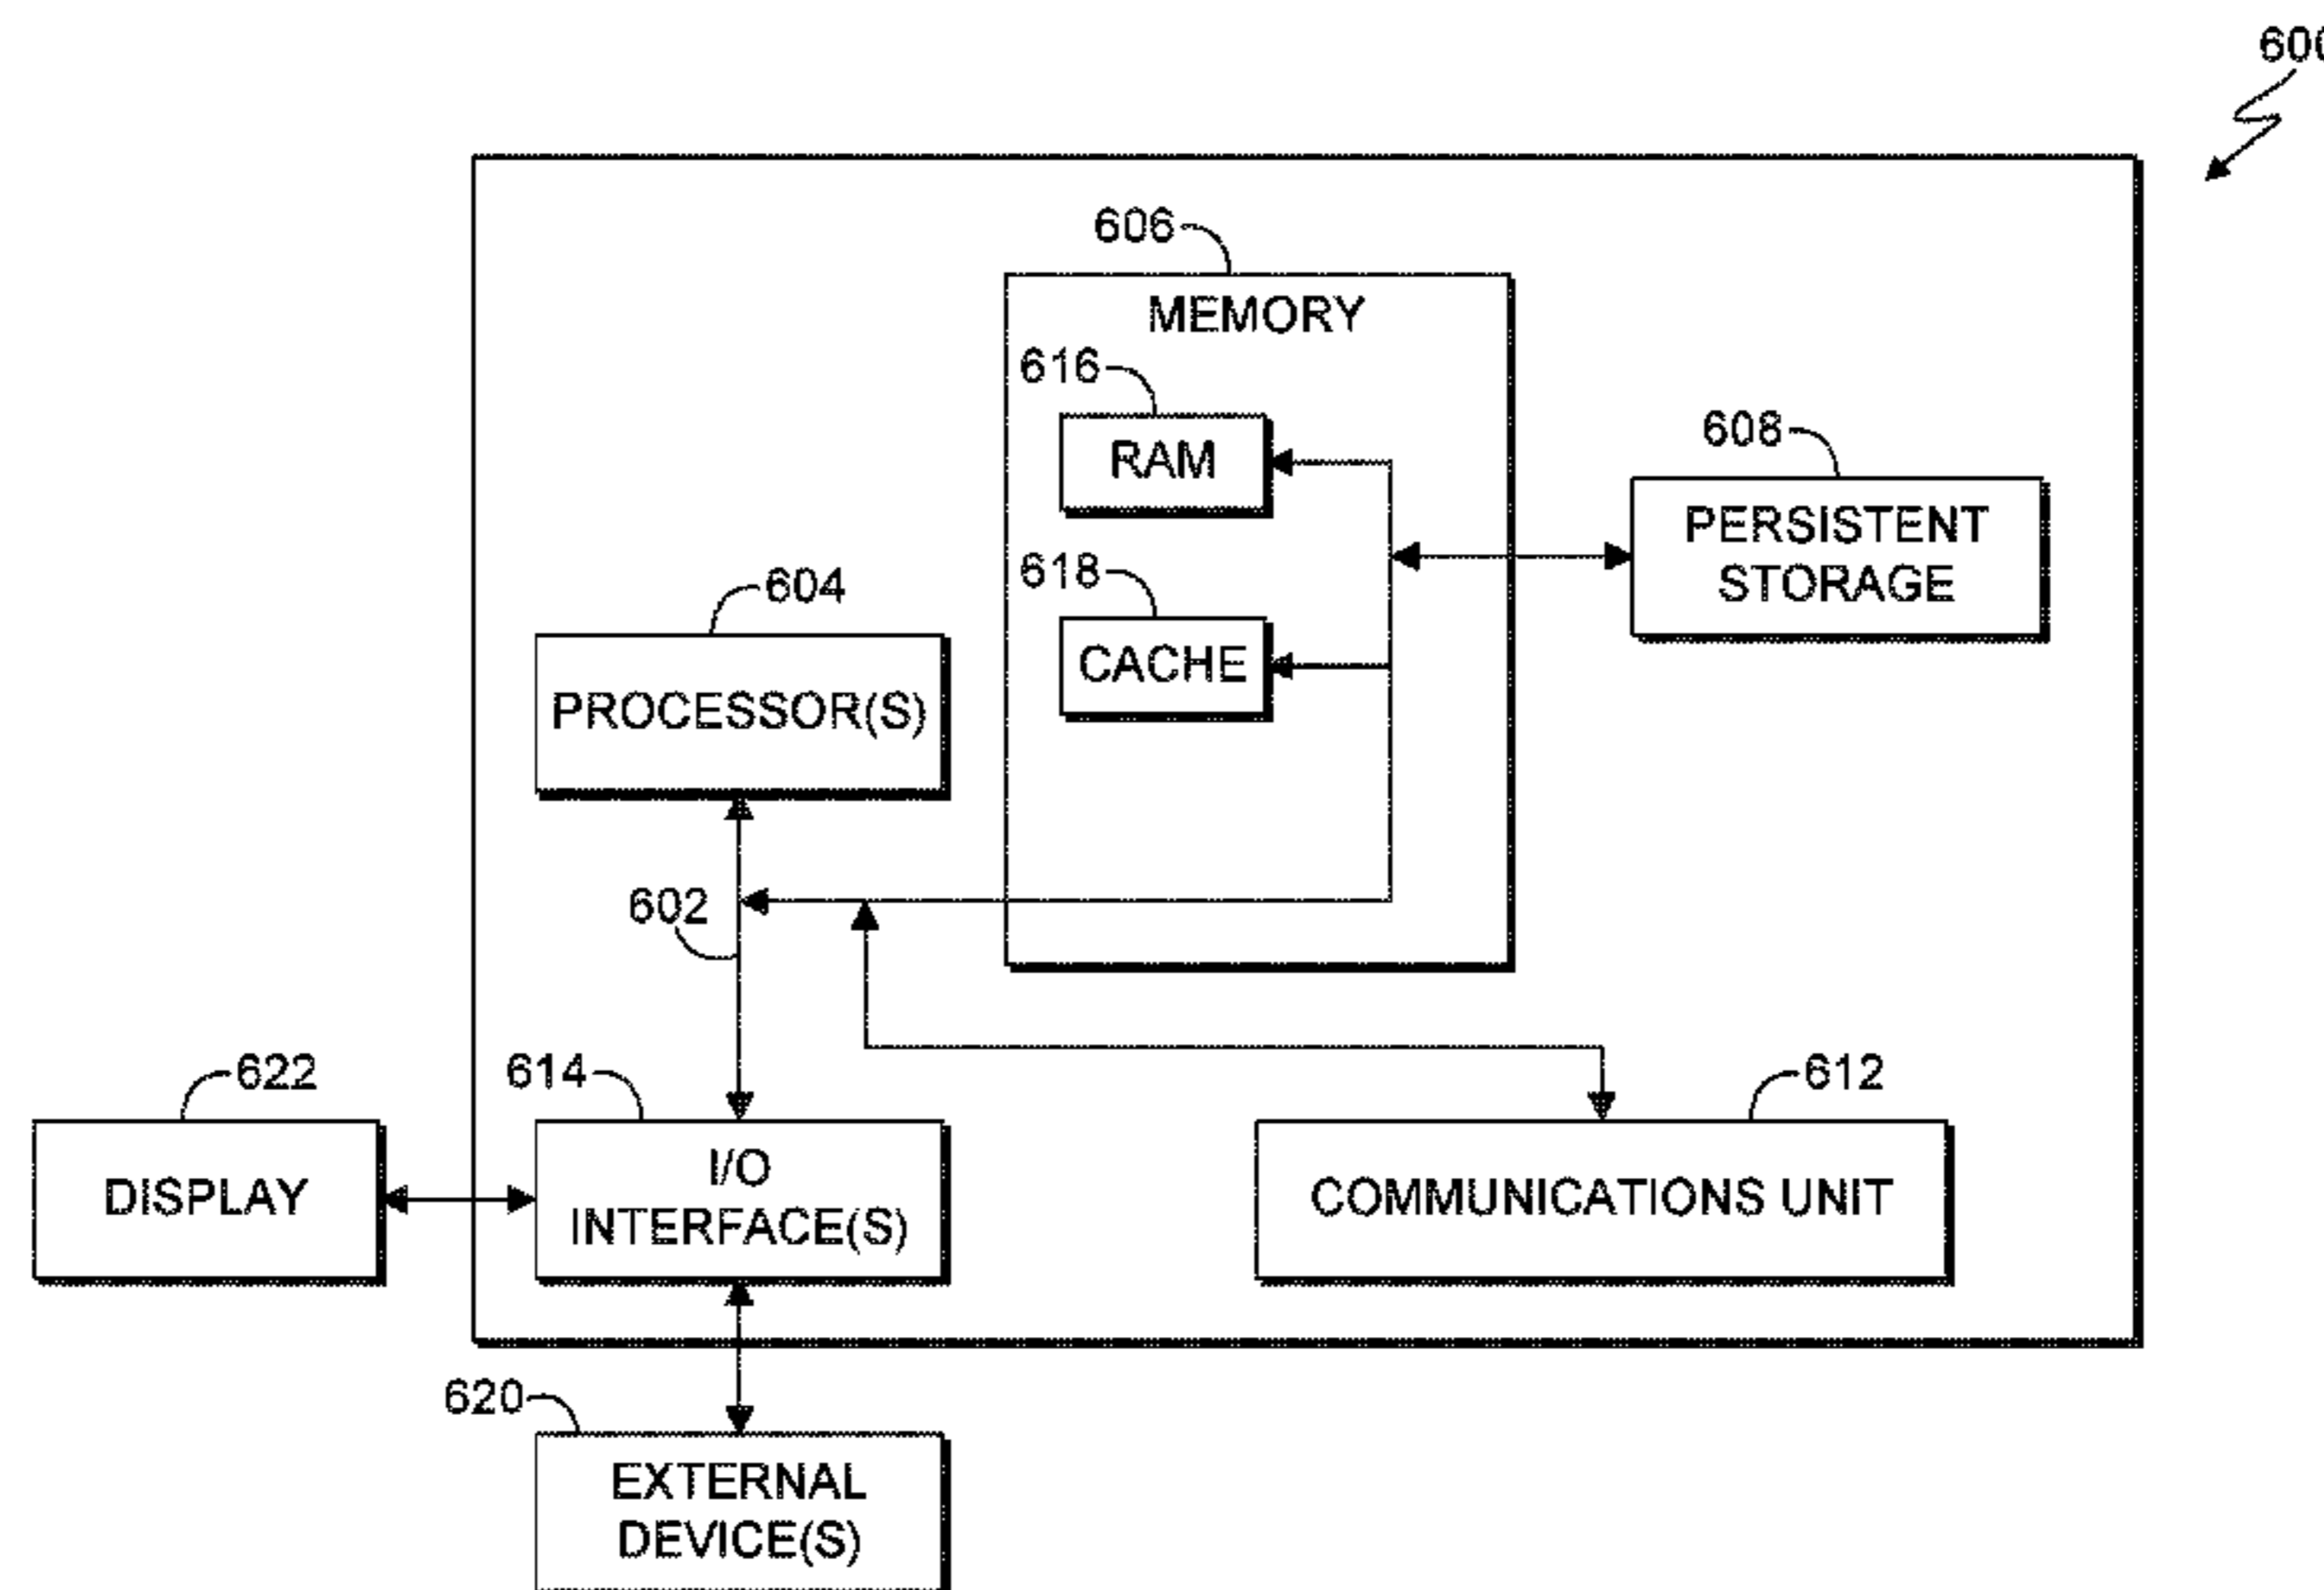 600
606
MEMORY
616
RAM
608
PERSISTENT
STORAGE
618
CACHE
604
PROCESSOR(S)
602
622
DISPLAY
614
I/O
INTERFACE(S)
612
COMMUNICATIONS UNIT
620
EXTERNAL
DEVICE(S)